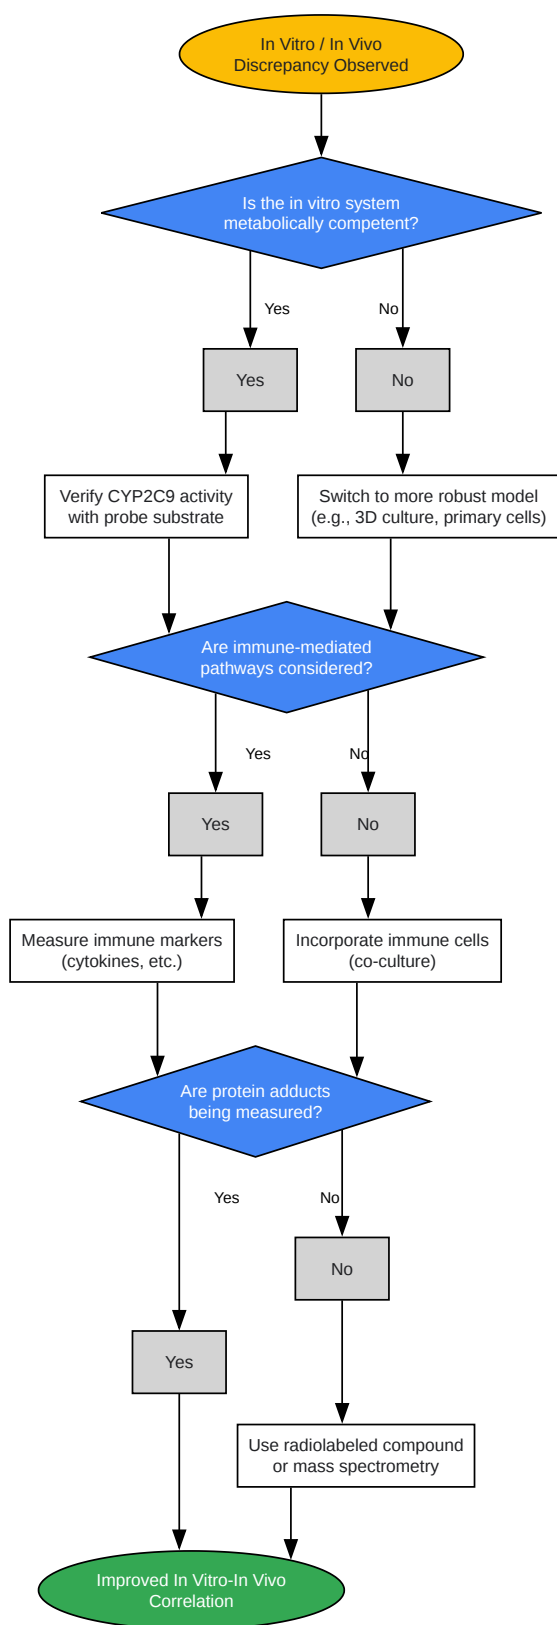 In Vitro / In Vivo
Discrepancy Observed
Is the in vitro system
metabolically competent?
Yes
No
Yes
No
Verify CYP2C9 activity
with probe substrate
Switch to more robust model
(e.g., 3D culture, primary cells)
Are immune-mediated
pathways considered?
Yes
No
Yes
No
Measure immune markers
(cytokines, etc.)
Incorporate immune cells
(co-culture)
Are protein adducts
being measured?
Yes
No
No
Yes
Use radiolabeled compound
or mass spectrometry
Improved In Vitro-In Vivo
Correlation